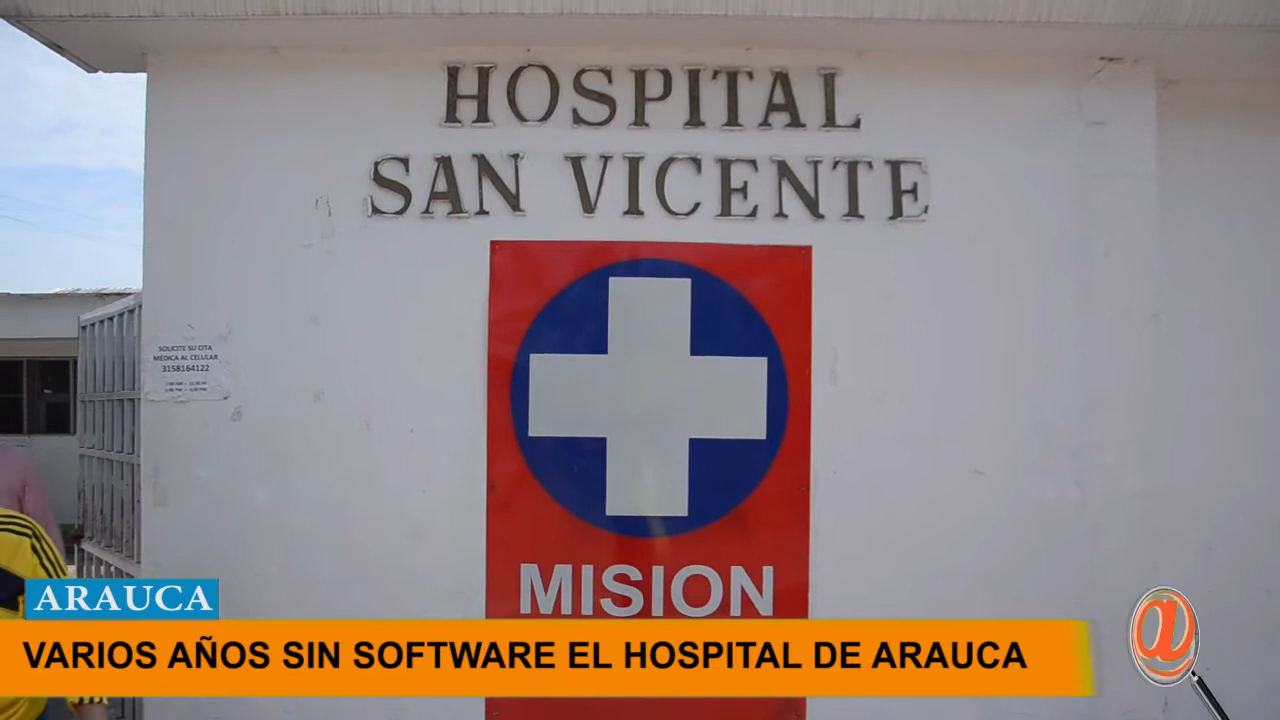 HOSPITAL
SAN VICENTE
SOLICITE SU CITA
MÉDICA AL CELULAR
3158164122
MISION
ARAUCA
VARIOS AÑOS SIN SOFTWARE EL HOSPITAL DE ARAUCA
@